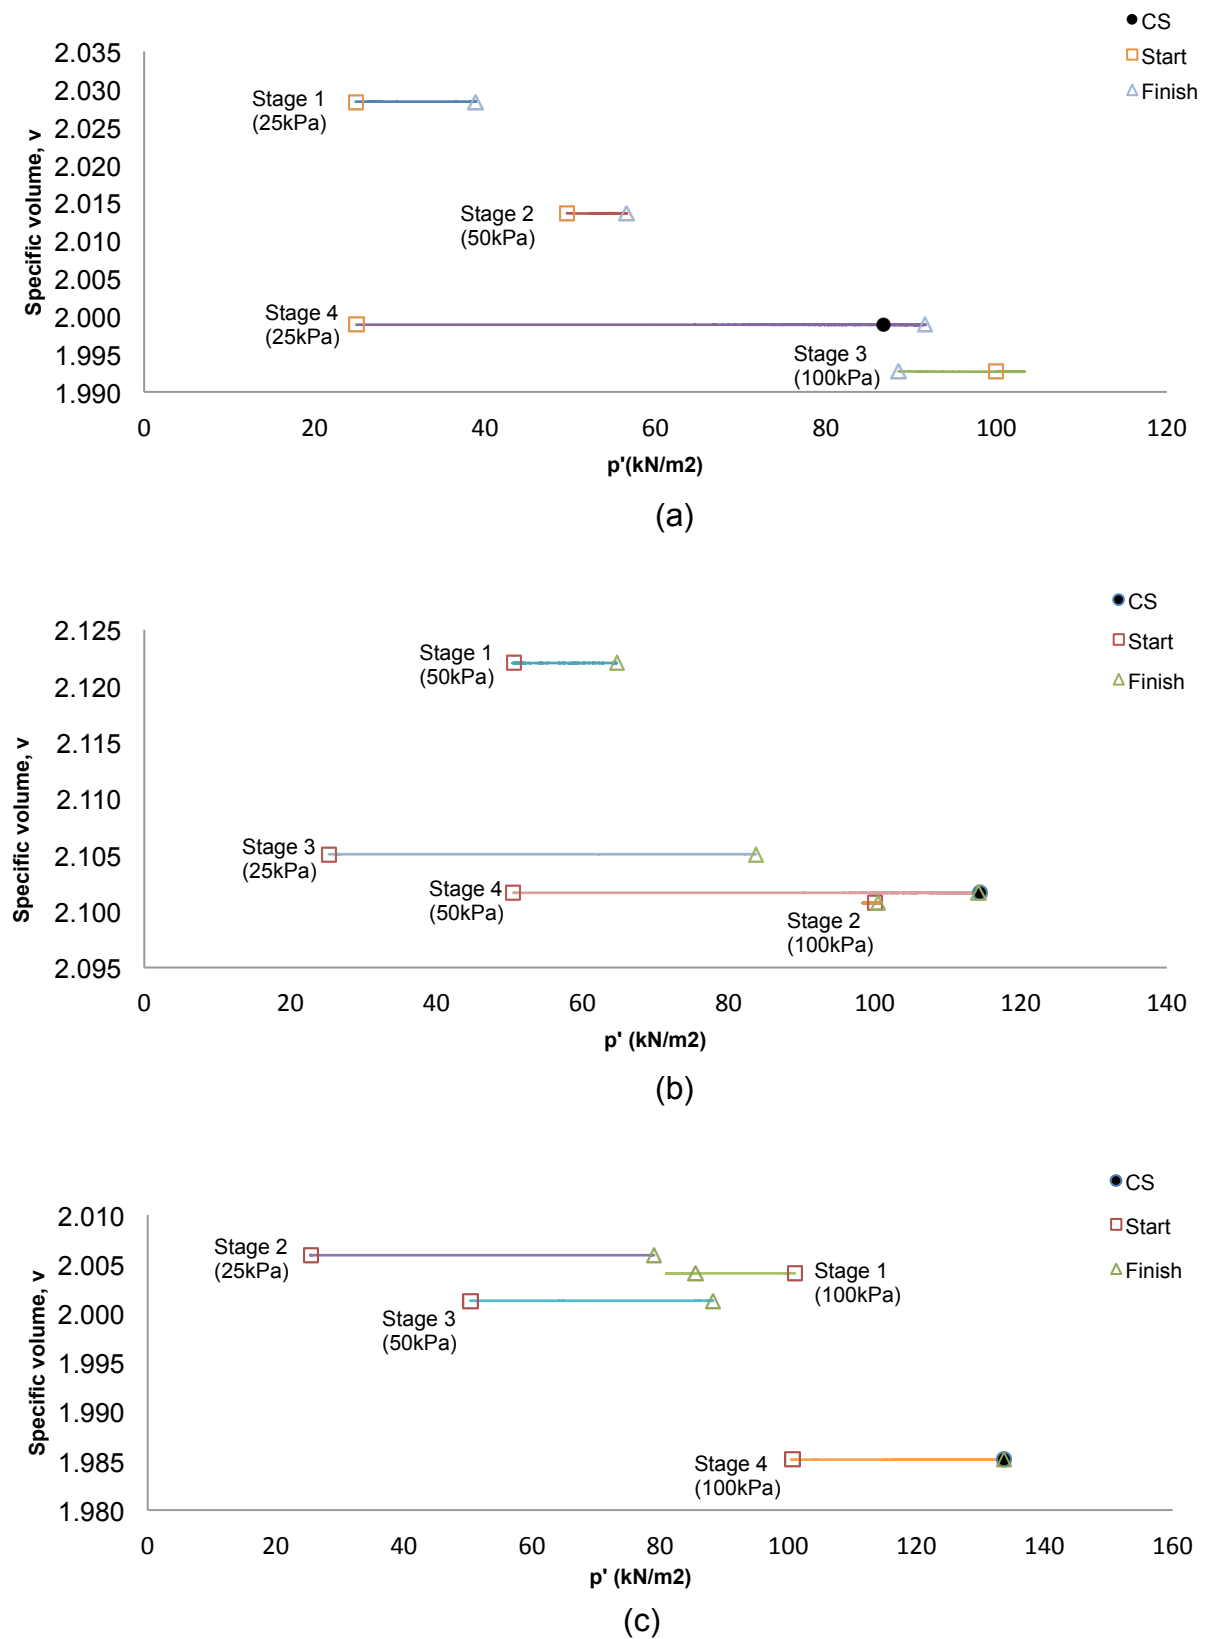 CS
Start
Finish
2.035
2.030
2.025
2.020
2.015
2.010
2.005
2.000
1.995
1.990
Specific volume, v
Stage 1
(25kPa)
Stage 2
(50kPa)
Stage 4
(25kPa)
Stage 3
(100kPa)
0
20
40
60
80
100
120
p'(kN/m2)
(a)
CS
Start
Finish
2.125
2.120
2.115
2.110
2.105
2.100
2.095
Specific volume, v
Stage 1
(50kPa)
Stage 3
(25kPa)
Stage 4
(50kPa)
Stage 2
(100kPa)
0
20
40
60
80
100
120
140
p' (kN/m2)
(b)
CS
Start
Finish
2.010
2.005
2.000
1.995
1.990
1.985
1.980
Specific volume, v
Stage 2
(25kPa)
Stage 1
(100kPa)
Stage 3
(50kPa)
Stage 4
(100kPa)
0
20
40
60
80
100
120
140
160
p' (kN/m2)
(c)